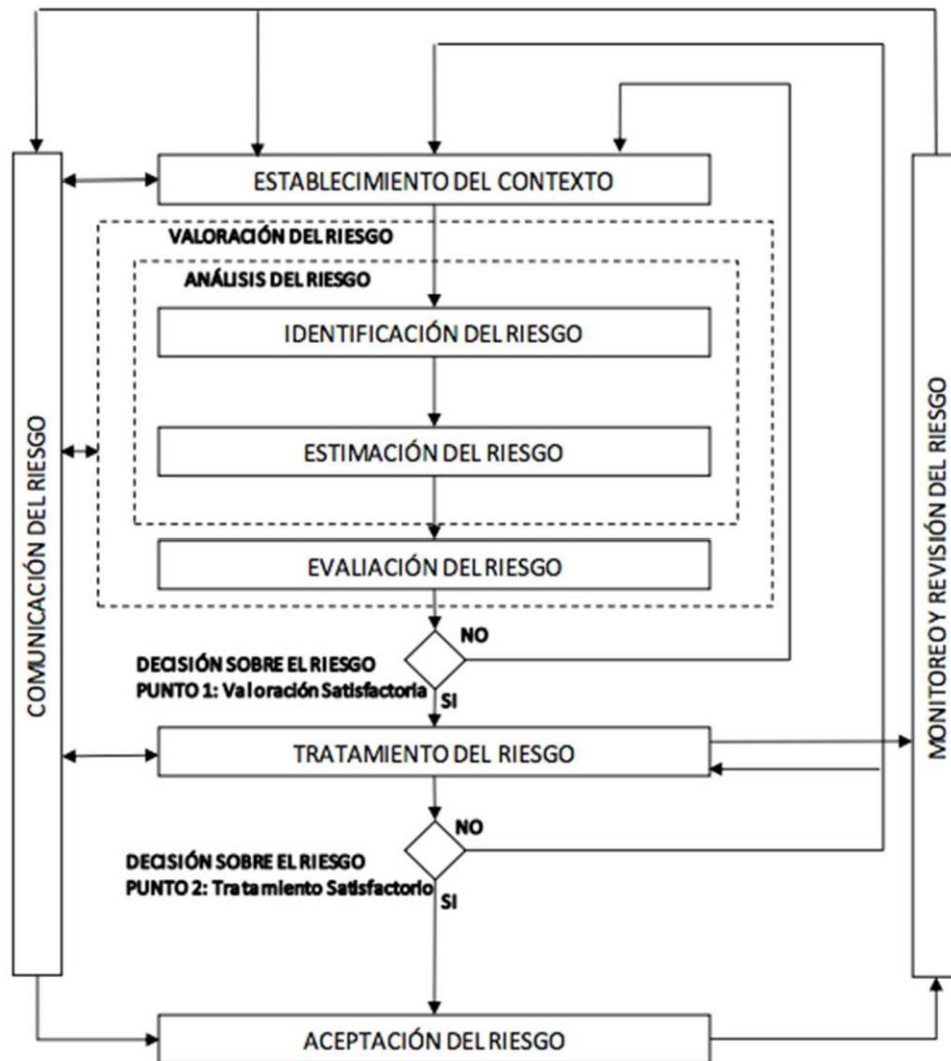 ESTABLECIMIENTO DEL CONTEXTO
VALORACIÓN DEL RIESGO
ANÁLISIS DEL RIESGO
IDENTIFICACIÓN DEL RIESGO
ESTIMACIÓN DEL RIESGO
EVALIACIÓN DEL RIESGO
NO
DECISIÓN SOBRE EL RIESGO
PUNTO 1: Valoración Satisfactoria
SI
TRATAMIENTO DEL RIESGO
NO
DECISIÓN SOBRE EL RIESGO
PUNTO 2: Tratamiento Satisfactorio
SI
ACEPTACIÓN DEL RIESGO
COMUNICACIÓN DEL RIESGO
MONITOREO Y REVISIÓN DEL RIESGO